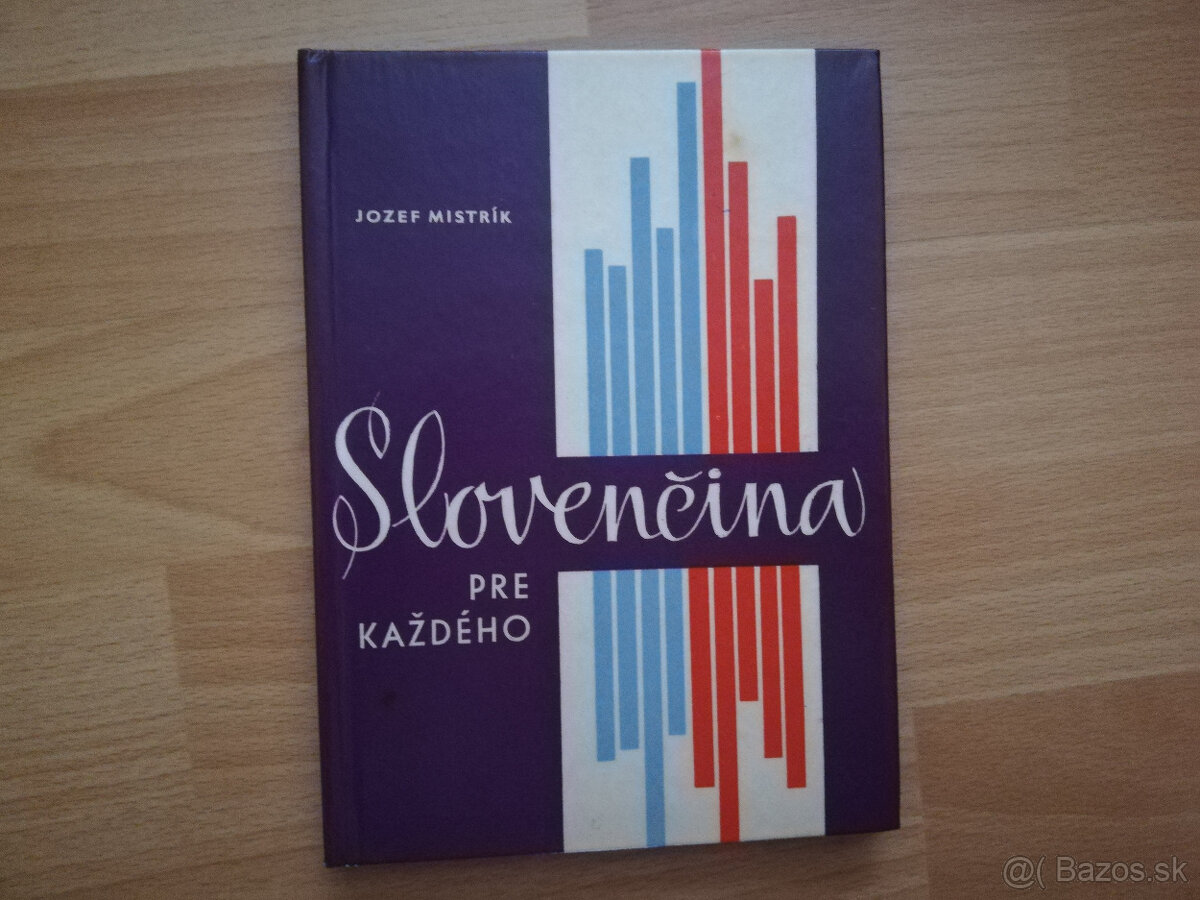 JOZEF MISTRÍK
Slovenčina
PRE
KAŽDÉHO
@( Bazos.sk